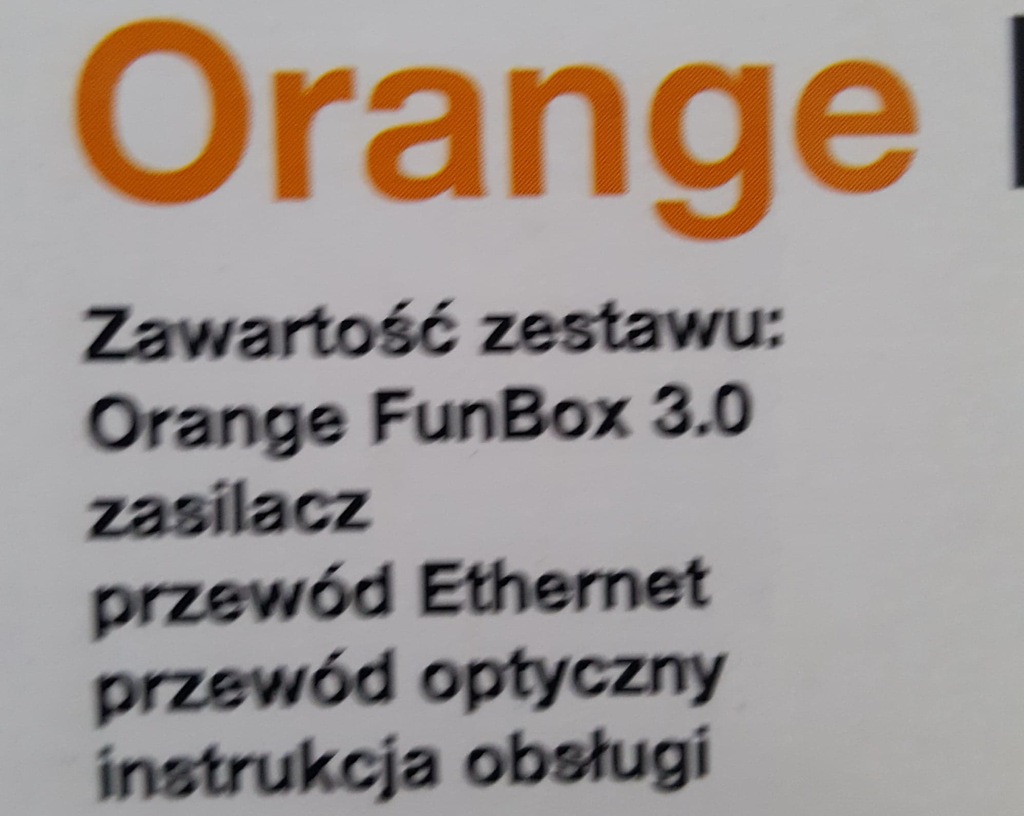 Orange
Zawartość zestawu:
Orange FunBox 3.0
zasilacz
przewód Ethernet
przewód optyczny
instrukcja obsługi